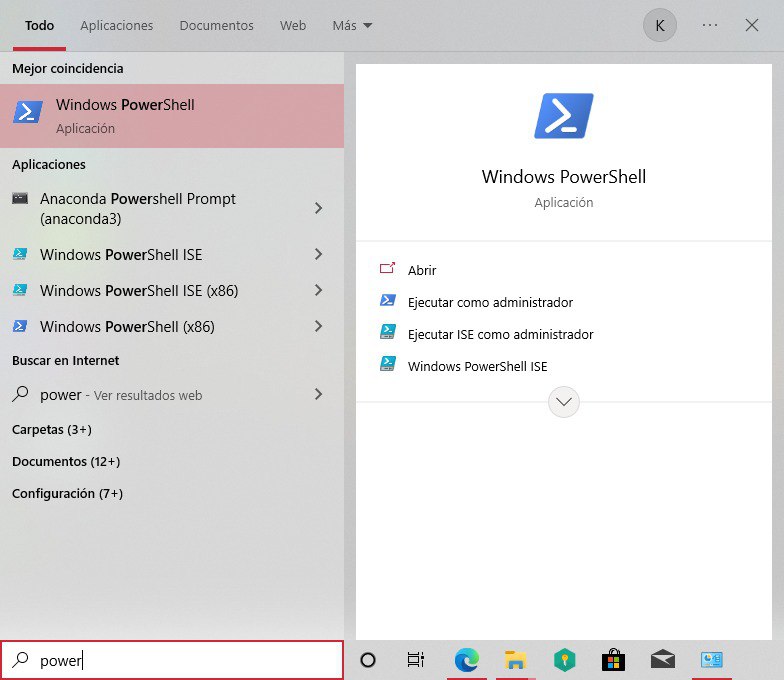 Todo Aplicaciones Documentos Web Más K
Mejor coincidencia
Windows PowerShell
Aplicación
Aplicaciones
Anaconda Powershell Prompt
(anaconda3)
Windows PowerShell ISE
Windows PowerShell ISE (x86)
Windows PowerShell (x86)
Buscar en Internet
power - Ver resultados web
Carpetas (3+)
Documentos (12+)
Configuración (7+)
Windows PowerShell
Aplicación
Abrir
Ejecutar como administrador
Ejecutar ISE como administrador
Windows PowerShell ISE
power